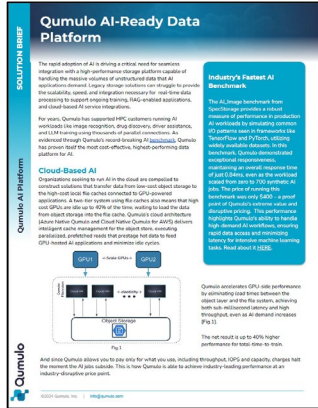 SOLUTION BRIEF
Qumulo AI Platform
Qumulo
Qumulo AI-Ready Data
Platform
The rapid adoption of AI is driving a critical need for seamless
integration with a high-performance storage platform capable of
handling the massive volumes of unstructured data that AI
applications demand. Legacy storage solutions can struggle to provide
the scalability, speed, and integration necessary for real-time data
processing to support ongoing training, RAG-enabled applications,
and cloud-based AI service integrations.
For years, Qumulo has supported HPC customers running AI
workloads like image recognition, drug discovery, driver assistance,
and LLM training using thousands of parallel connections. As
evidenced through Qumulo's record-breaking AI benchmark, Qumulo
has proven itself the most cost-effective, highest-performing data
platform for AI.
Cloud-Based AI
Organizations seeking to run AI in the cloud are compelled to
construct solutions that transfer data from low-cost object storage to
the high-cost local file caches connected to GPU-powered
applications. A two-tier system using file caches also means that high
cost GPUs are idle up to 40% of the time, waiting to load the data
from object storage into the file cache. Qumulo's cloud architecture
(Azure Native Qumulo and Cloud Native Qumulo for AWS) delivers
intelligent cache management for the object store, executing
parallelized, prefetched reads that prestage hot data to feed
GPU-hosted AI applications and minimize idle cycles.
Industry's Fastest AI
Benchmark
The AI_Image benchmark from
SpecStorage provides a robust
measure of performance in production
AI workloads by simulating common
I/O patterns seen in frameworks like
TensorFlow and PyTorch, utilizing
widely available datasets. In this
benchmark, Qumulo demonstrated
exceptional responsiveness,
maintaining an overall response time
of just 0.84ms, even as the workload
scaled from zero to 700 synthetic AI
jobs. The price of running this
benchmark was only $400 - a proof
point of Qumulo's extreme value and
disruptive pricing. This performance
highlights Qumulo's ability to handle
high-demand AI workflows, ensuring
rapid data access and minimizing
latency for intensive machine learning
tasks. Read about it HERE.
GPU1
<-Scale GPUs->
GPU2
<-elasticity->
Object Storage
Fig.1
Qumulo accelerates GPU-side performance
by eliminating load times between the
object layer and the file system, achieving
both sub-millisecond latency and high
throughput, even as AI demand increases
(Fig.1).
The net result is up to 40% higher
performance for total-time-to-train.
And since Qumulo allows you to pay only for what you use, including throughput, IOPS and capacity, charges halt
the moment the AI jobs subside. This is how Qumulo is able to achieve industry-leading performance at an
industry-disruptive price point.
©2024 Qumulo, Inc. | info@qumulo.com